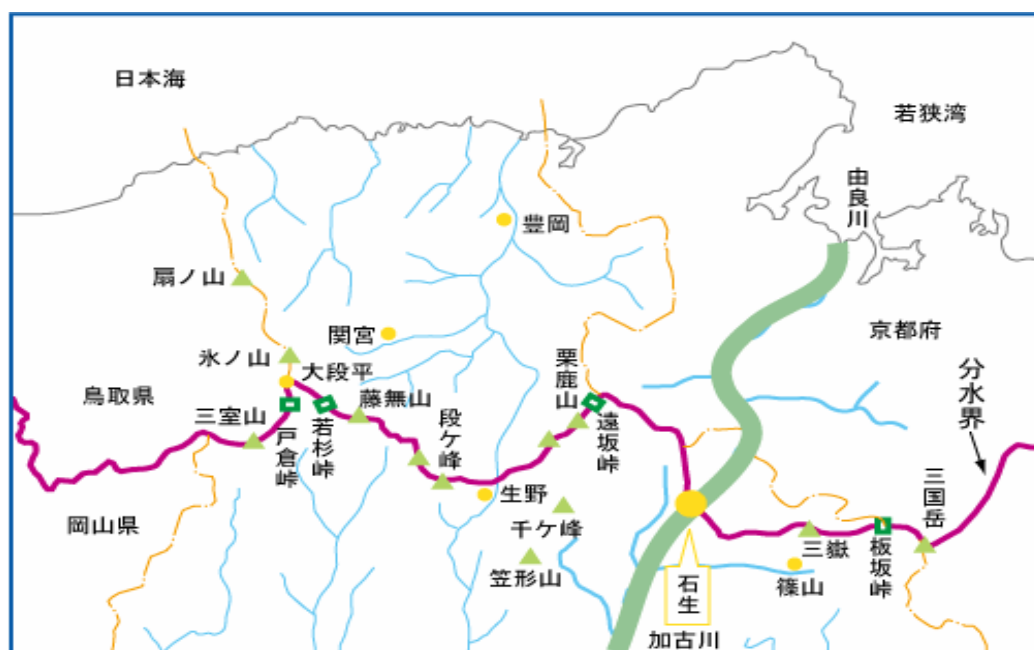 日本海
若狭湾
由良川
豊岡
扇ノ山
関宮
京都府
氷ノ山
大段平
栗鹿山
分水界
鳥取県
藤無山
三室山
戸倉峠
若杉峠
段ケ峰
遠坂峠
三国岳
生野
岡山県
千ケ峰
三嶽
板坂峠
笠形山
石生
篠山
加古川